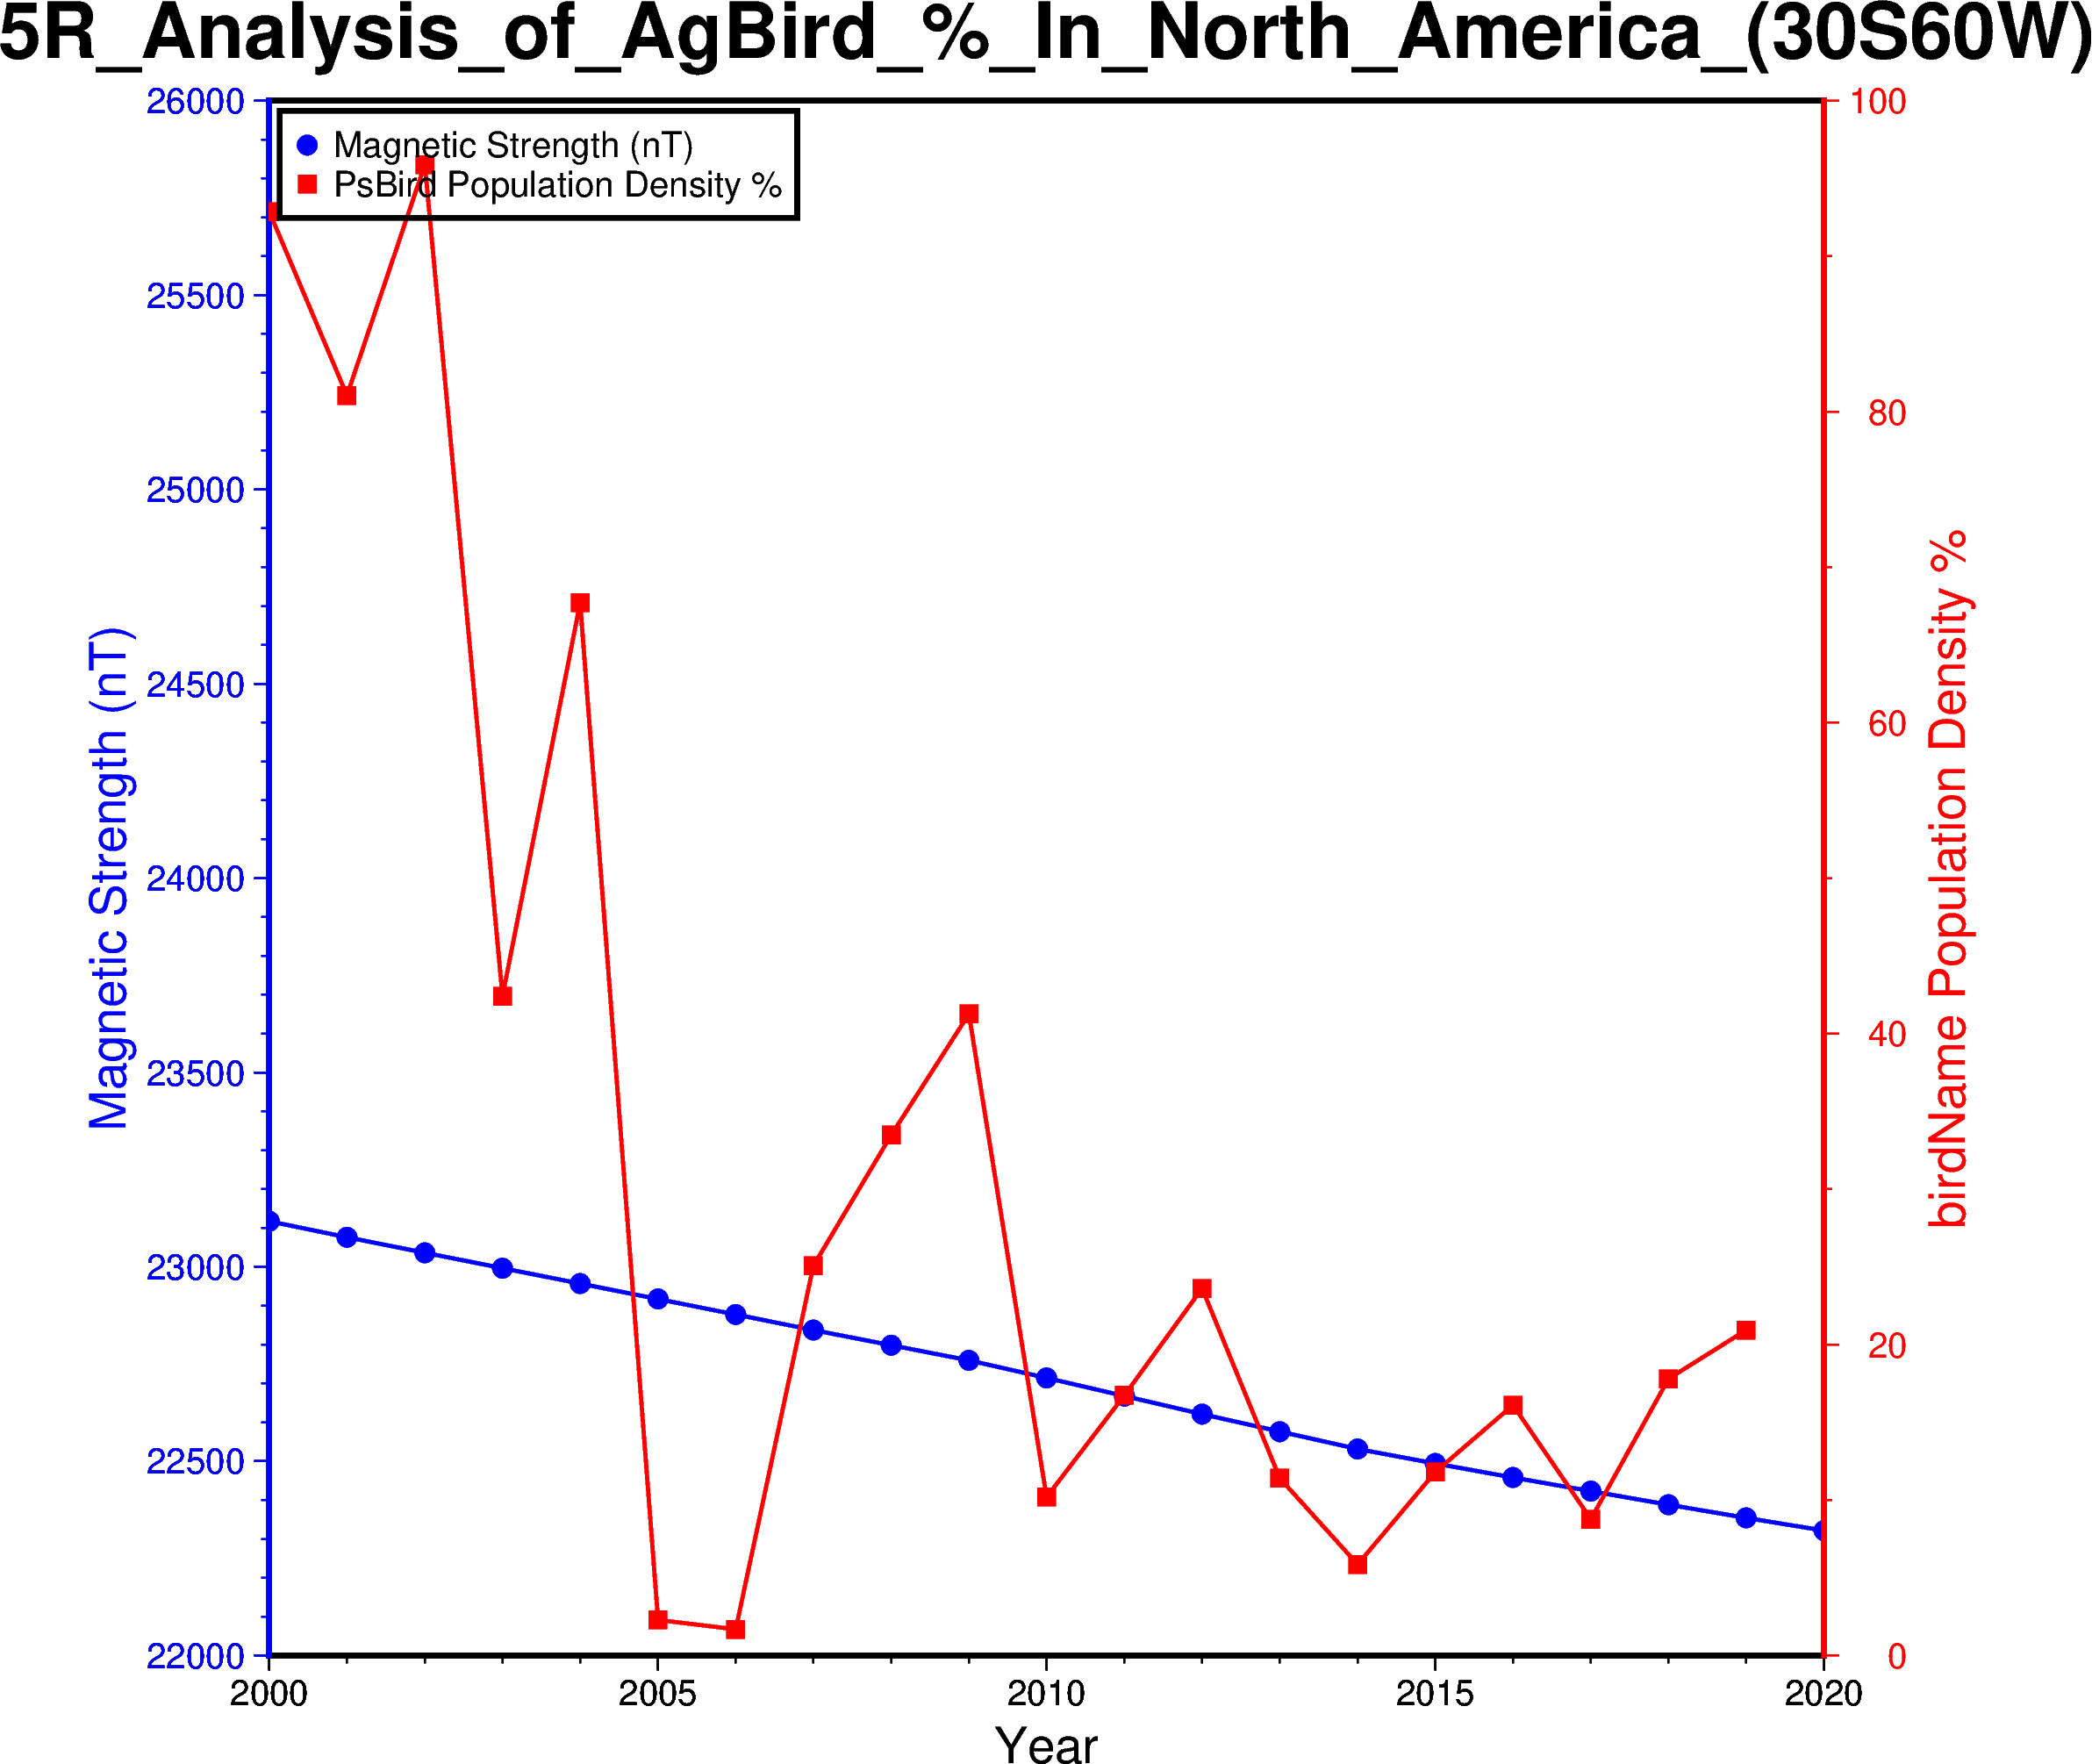 5R_Analysis_of_AgBird_%_In_North_America_(30S60W)
Magnetic Strength (nT)
PsBird Population Density %
26000
25500
25000
24500
24000
23500
23000
22500
22000
Magnetic Strength (nT)
100
80
60
40
20
0
birdName Population Density %
2000 2005 2010 2015 2020
Year